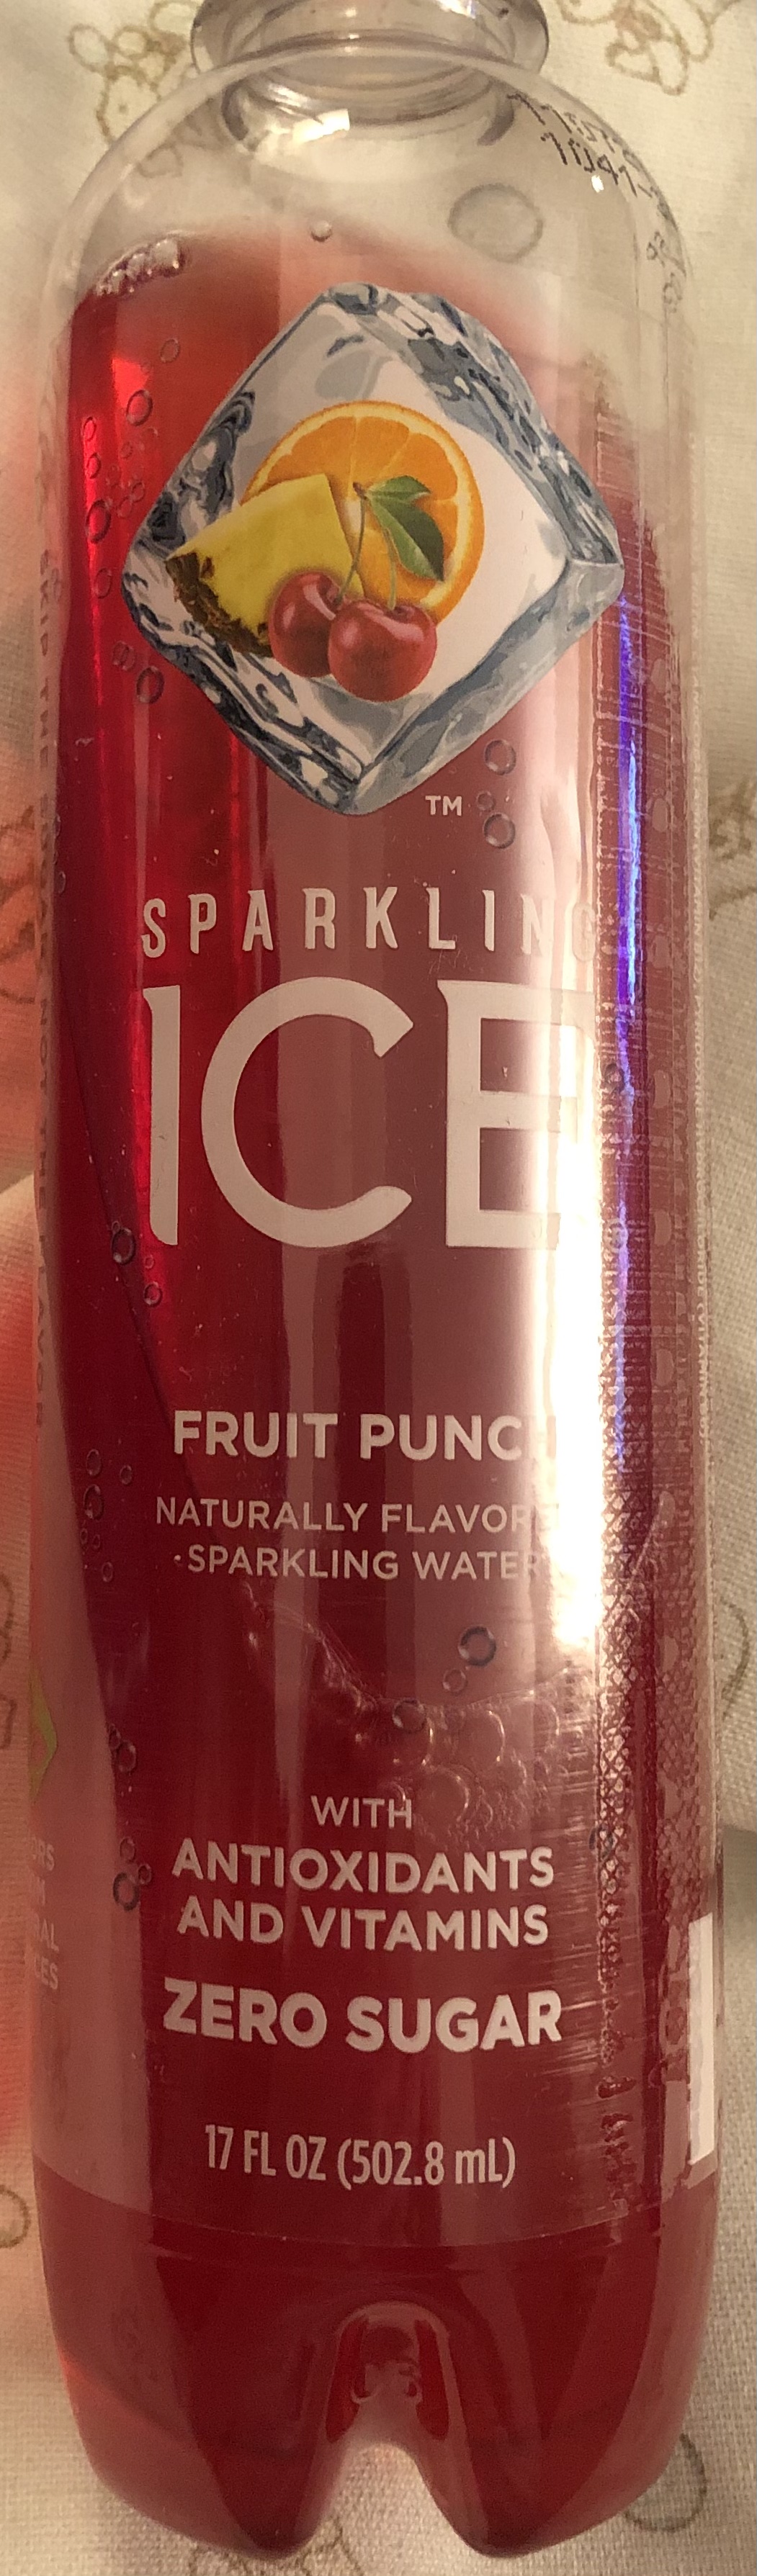 TM
SPARKLING
ICE
FRUIT PUNCH
NATURALLY FLAVORED
·SPARKLING WATER
WITH
ANTIOXIDANTS
AND VITAMINS
ZERO SUGAR
17 FL OZ (502.8 mL)